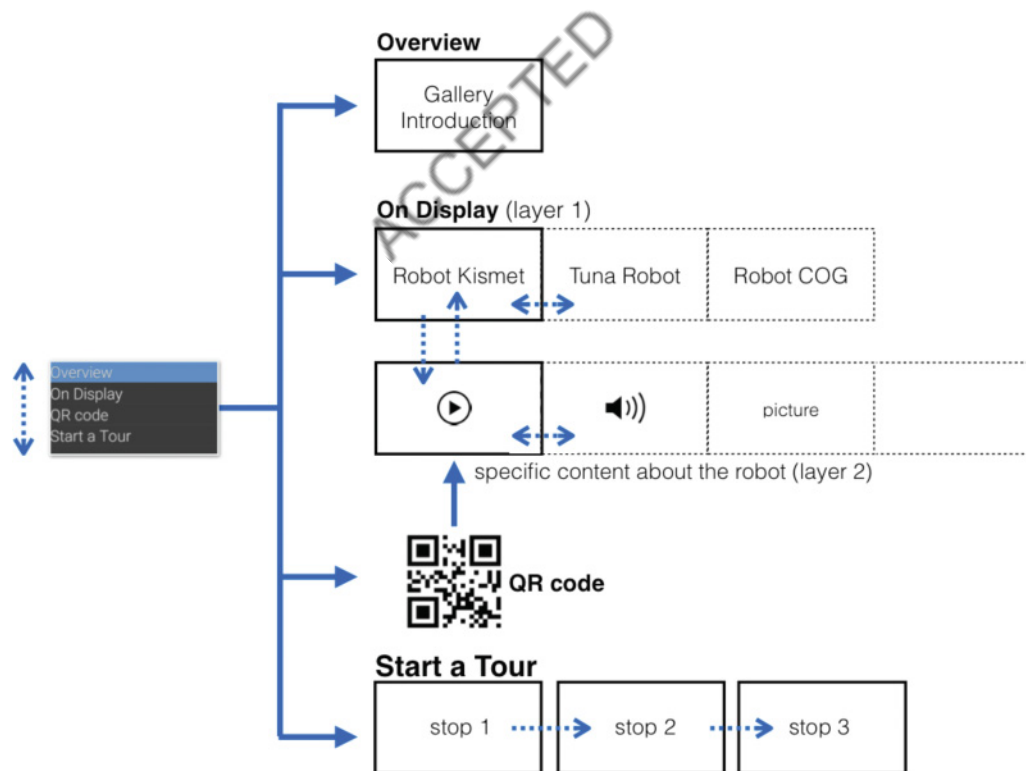 Overview
Gallery
Introduction
ACCEPTED
On Display (layer 1)
Robot Kismet
Tuna Robot
Robot COG
Overview
On Display
QR code
Start a Tour
picture
specific content about the robot (layer 2)
QR code
Start a Tour
stop 1
stop 2
stop 3